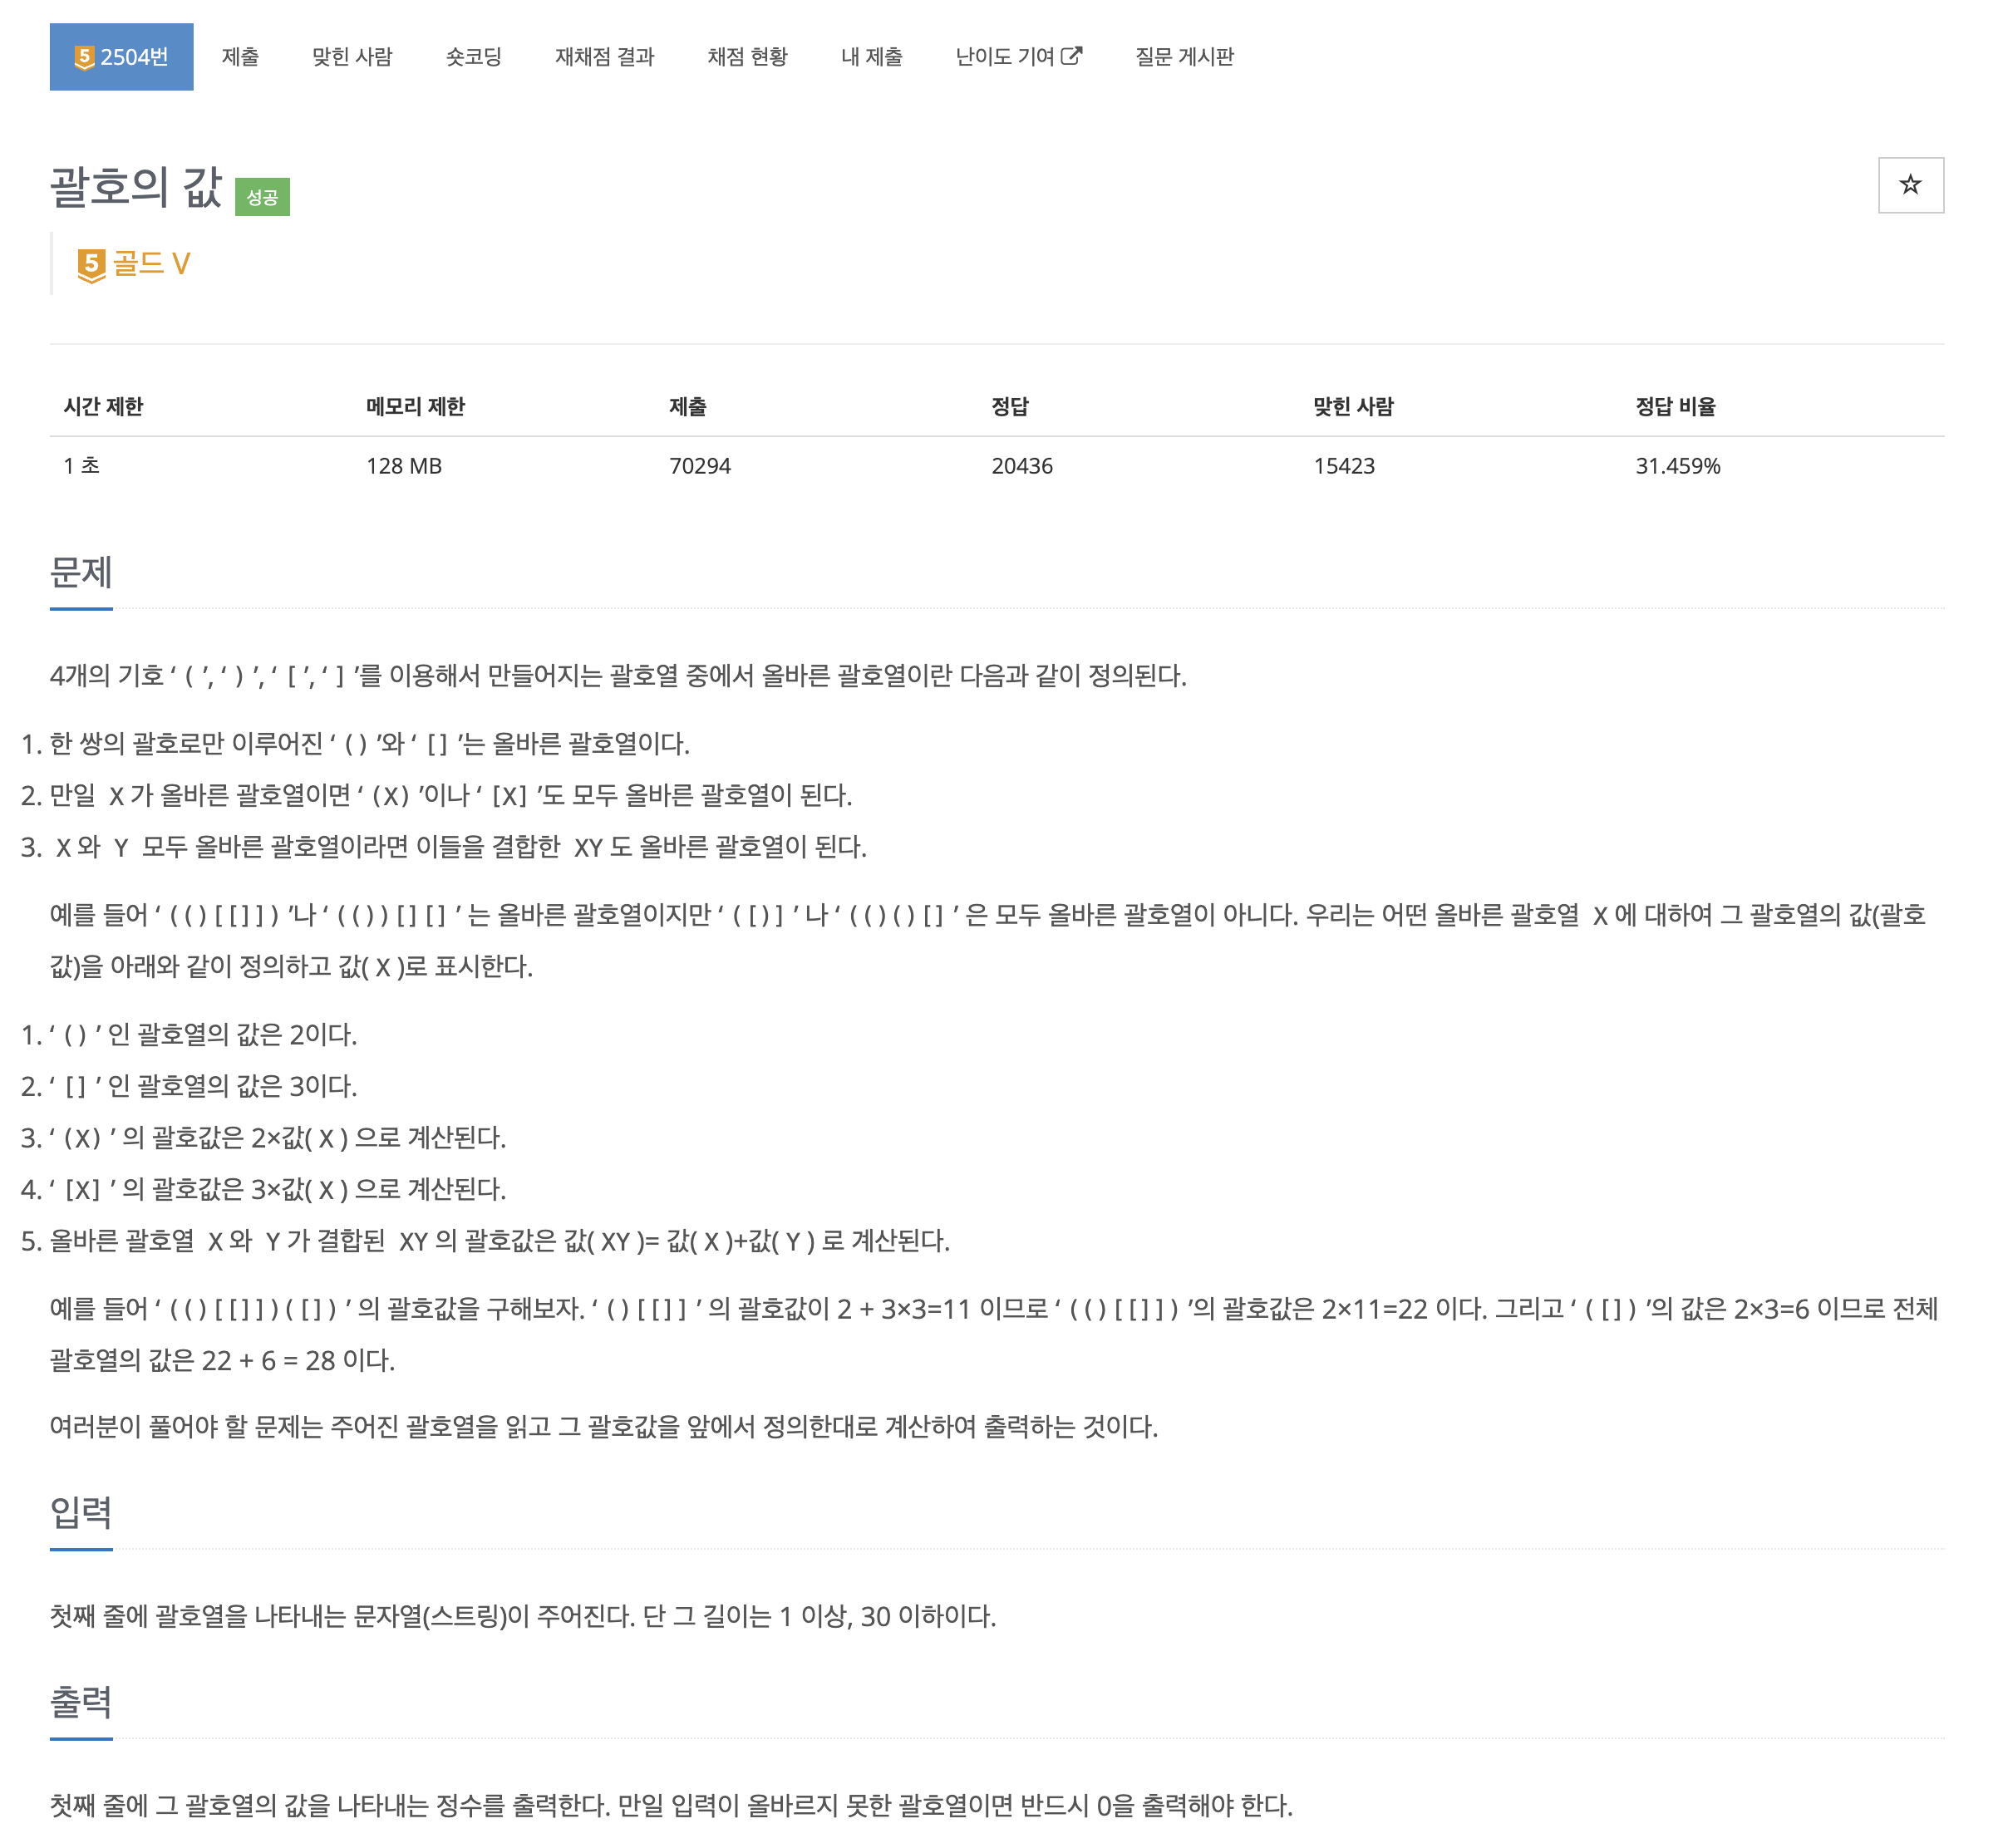 5 2504번 제출 맞힌 사람 숏코딩 재채점 결과 채점 현황 내 제출 난이도 기여 질문 게시판
괄호의 값 성공
5 골드 V
시간 제한 메모리 제한 제출 정답 맞힌 사람 정답 비율
1 초 128 MB 70294 20436 15423 31.459%
문제
4개의 기호 ‘(’, ‘)’, ‘[’, ‘]’를 이용해서 만들어지는 괄호열 중에서 올바른 괄호열이란 다음과 같이 정의된다.
1. 한 쌍의 괄호로만 이루어진 ‘()’와 ‘[]’는 올바른 괄호열이다.
2. 만일 X가 올바른 괄호열이면 ‘(X)’이나 ‘[X]’도 모두 올바른 괄호열이 된다.
3. X와 Y 모두 올바른 괄호열이라면 이들을 결합한 XY도 올바른 괄호열이 된다.
예를 들어 ‘(()[[]])’나 ‘(())[][]’ 는 올바른 괄호열이지만 ‘([)]’ 나 ‘(()()[]’ 은 모두 올바른 괄호열이 아니다. 우리는 어떤 올바른 괄호열 X에 대하여 그 괄호열의 값(괄호
값)을 아래와 같이 정의하고 값(X)로 표시한다.
1. ‘()’ 인 괄호열의 값은 2이다.
2. ‘[]’ 인 괄호열의 값은 3이다.
3. ‘(X)’ 의 괄호값은 2×값(X) 으로 계산된다.
4. ‘[X]’ 의 괄호값은 3×값(X) 으로 계산된다.
5. 올바른 괄호열 X와 Y가 결합된 XY의 괄호값은 값(XY)= 값(X)+값(Y) 로 계산된다.
예를 들어 ‘(()[[]])([])’ 의 괄호값을 구해보자. ‘()[[]]’ 의 괄호값이 2 + 3×3=11 이므로 ‘(()[[]])’의 괄호값은 2×11=22 이다. 그리고 ‘([])’의 값은 2×3=6 이므로 전체
괄호열의 값은 22 + 6 = 28 이다.
여러분이 풀어야 할 문제는 주어진 괄호열을 읽고 그 괄호값을 앞에서 정의한대로 계산하여 출력하는 것이다.
입력
첫째 줄에 괄호열을 나타내는 문자열(스트링)이 주어진다. 단 그 길이는 1 이상, 30 이하이다.
출력
첫째 줄에 그 괄호열의 값을 나타내는 정수를 출력한다. 만일 입력이 올바르지 못한 괄호열이면 반드시 0을 출력해야 한다.